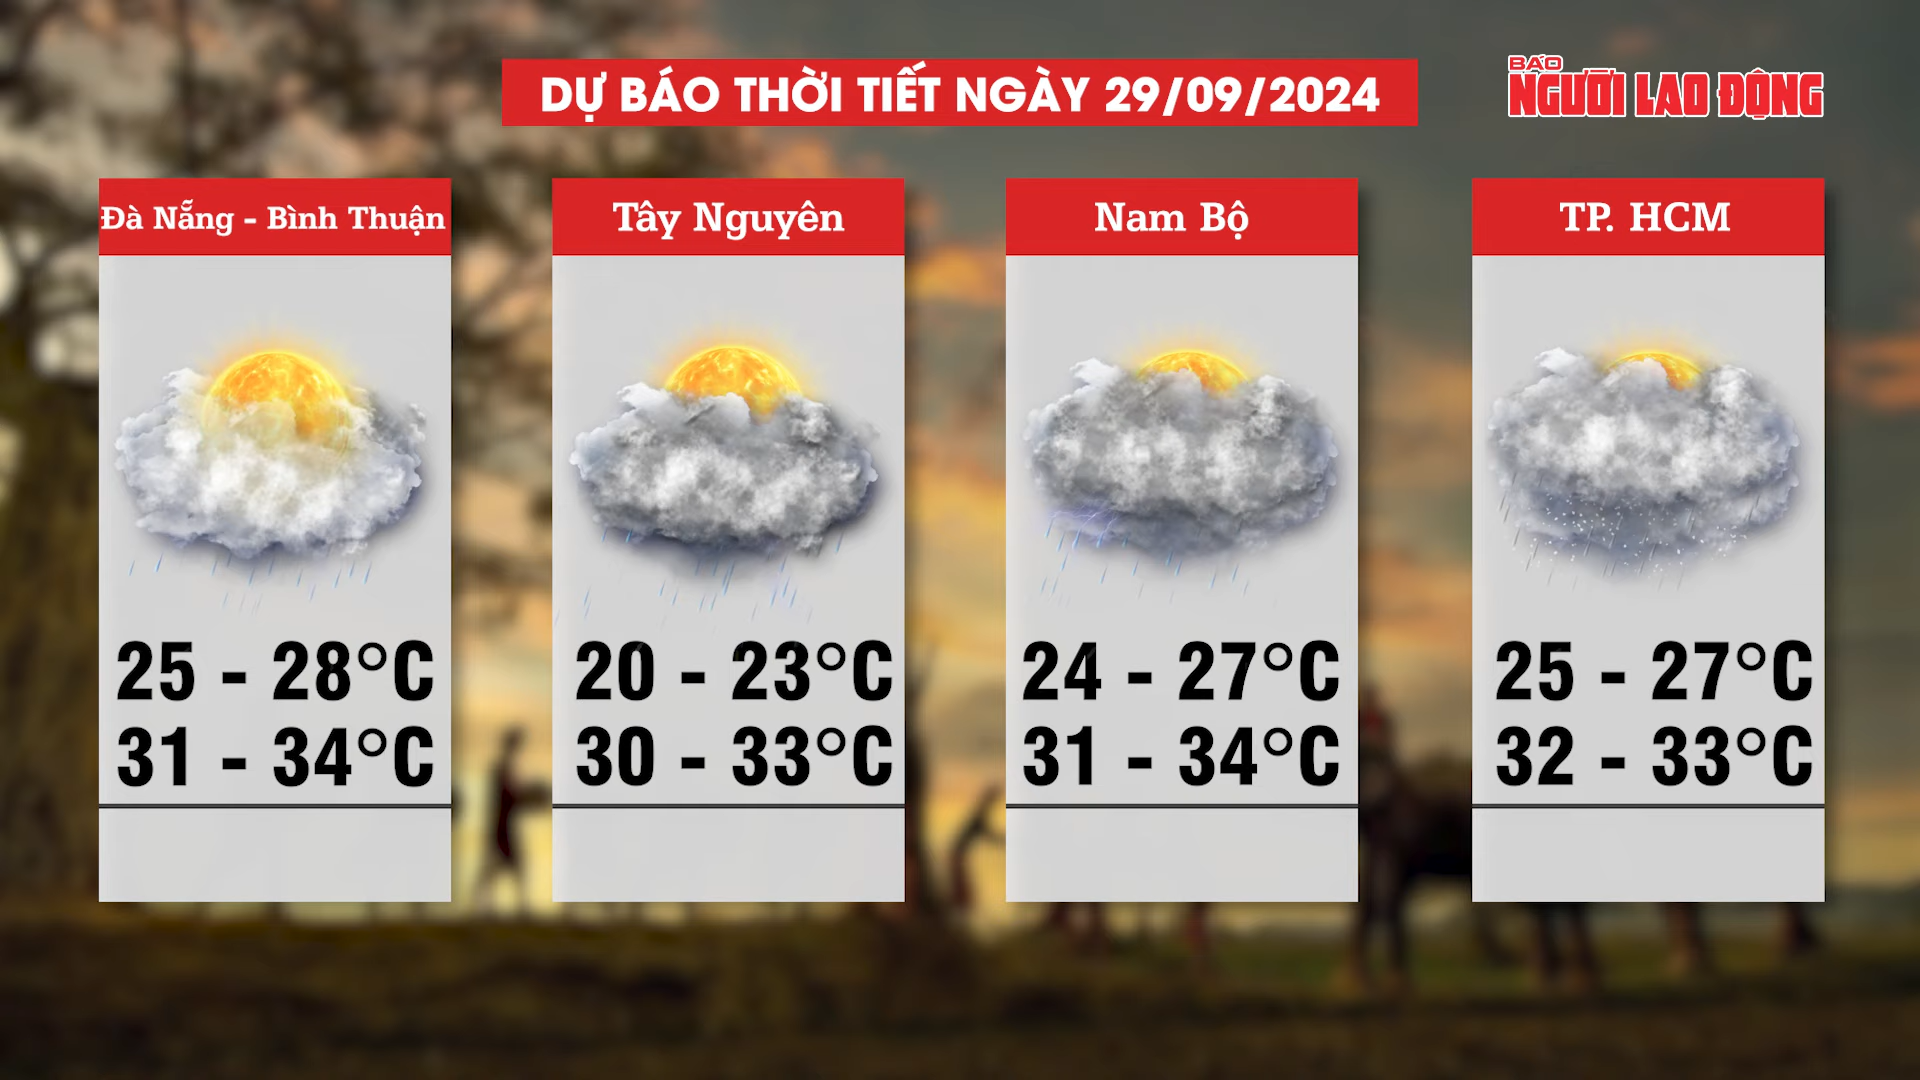 DỰ BÁO THỜI TIẾT NGÀY 29/09/2024
BÁO
NGƯỜI LAO ĐỘNG
Đà Nẵng - Bình Thuận
25 - 28°C
31 - 34°C
Tây Nguyên
20 - 23°C
30 - 33°C
Nam Bộ
24 - 27°C
31 - 34°C
TP. HCM
25 - 27°C
32 - 33°C